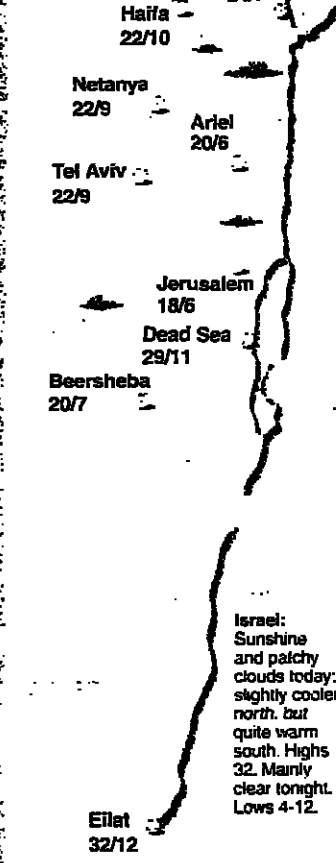 Haifa
22/10
Netanya
22/9
Ariel
20/6
Tel Aviv
22/9
Jerusalem
18/6
Dead Sea
29/11
Beersheba
20/7
Israel:
Sunshine
and patchy
clouds today:
slightly cooler
north. but
quite warm
south. Highs
32. Mainly
clear tonight.
Lows 4-12.
Eilat
32/12